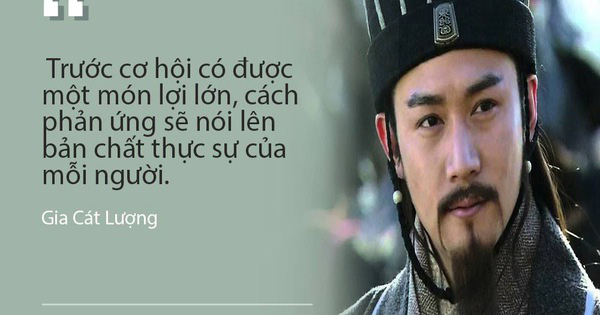 Trước cơ hội có được
một món lợi lớn, cách
phản ứng sẽ nói lên
bản chất thực sự của
mỗi người.
Gia Cát Lượng